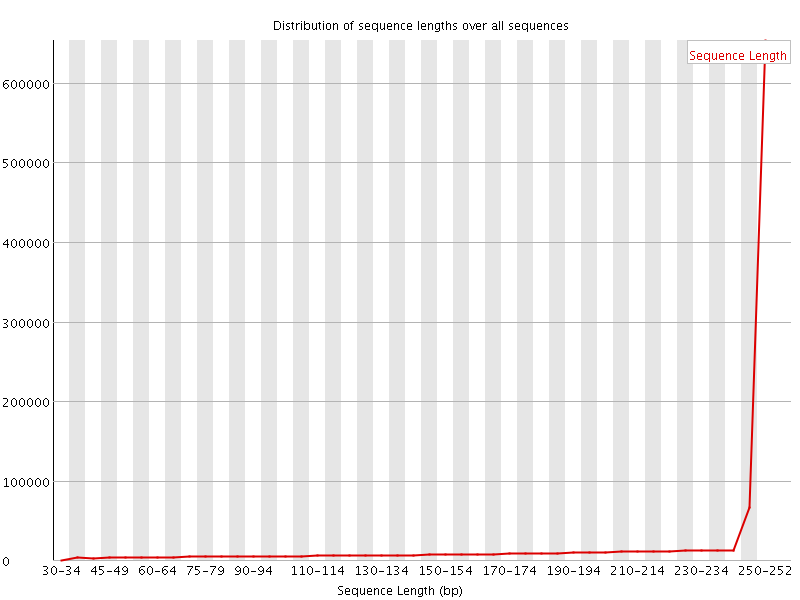 Distribution of sequence lengths over all sequences
Sequence Length
600000
500000
400000
300000
200000
100000
0
30-34 45-49 60-64 75-79 90-94 110-114 130-134 150-154 170-174 190-194 210-214 230-234 250-252
Sequence Length (bp)